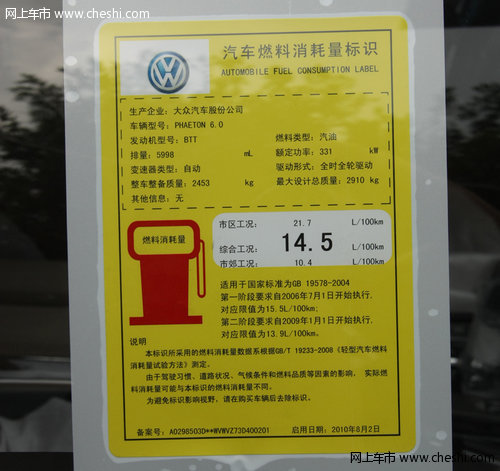 网上车市
www.cheshi.com
汽车燃料消耗量标识
AUTOMOBILE FUEL CONSUMPTION LABEL
生产企业：大众汽车股份公司
车辆型号：PHAETON 6.0
发动机型号：BTT 燃料类型：汽油
排量：5998 mL 额定功率：331 kW
变速器类型：自动 驱动形式：全时全轮驱动
整车整备质量：2453 kg 最大设计总质量：2910 kg
其他信息：无
燃料消耗量
市区工况： 21.7 L/100km
综合工况： 14.5 L/100km
市郊工况： 10.4 L/100km
适用于国家标准为GB 19578-2004
第一阶段要求自2006年7月1日开始执行.
对应限值为15.5L/100km;
第二阶段要求自2009年1月1日开始执行.
对应限值为13.9L/100km.
说明
本标识所采用的燃料消耗量数据系根据GB/T 19233-2008《轻型汽车燃料
消耗量试验方法》测定。
由于驾驶习惯、道路状况、气候条件和燃料品质等因素的影响，实际燃
料消耗量可能与本标识的燃料消耗量不同。
为避免标识影响视野，请在购买车辆后去除标识.
备案号：A0298503D**WVWVZ73D400201 启用日期：2010年8月2日
网上车市
www.cheshi.com